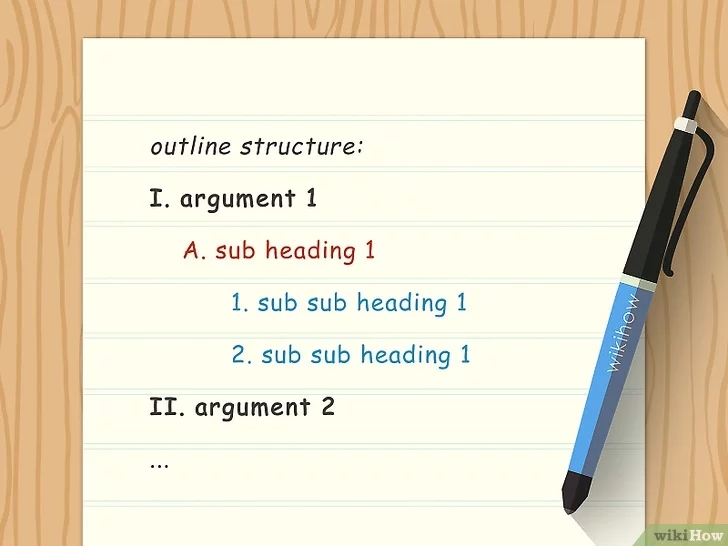 outline structure:
I. argument 1
A. sub heading 1
1. sub sub heading 1
2. sub sub heading 1
II. argument 2
...
wikihow
wikiHow